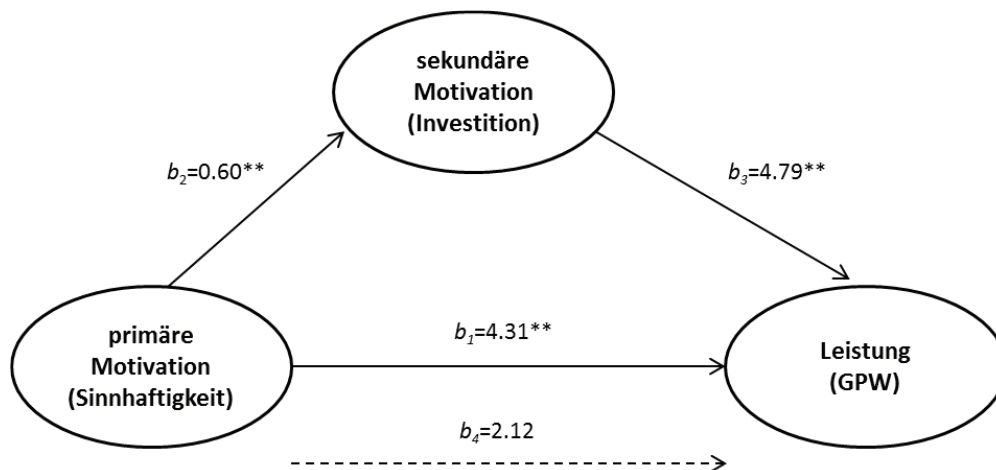 sekundäre
Motivation
(Investition)
b2=0.60**
b3=4.79**
primäre
Motivation
(Sinnhaftigkeit)
b1=4.31**
Leistung
(GPW)
b4=2.12